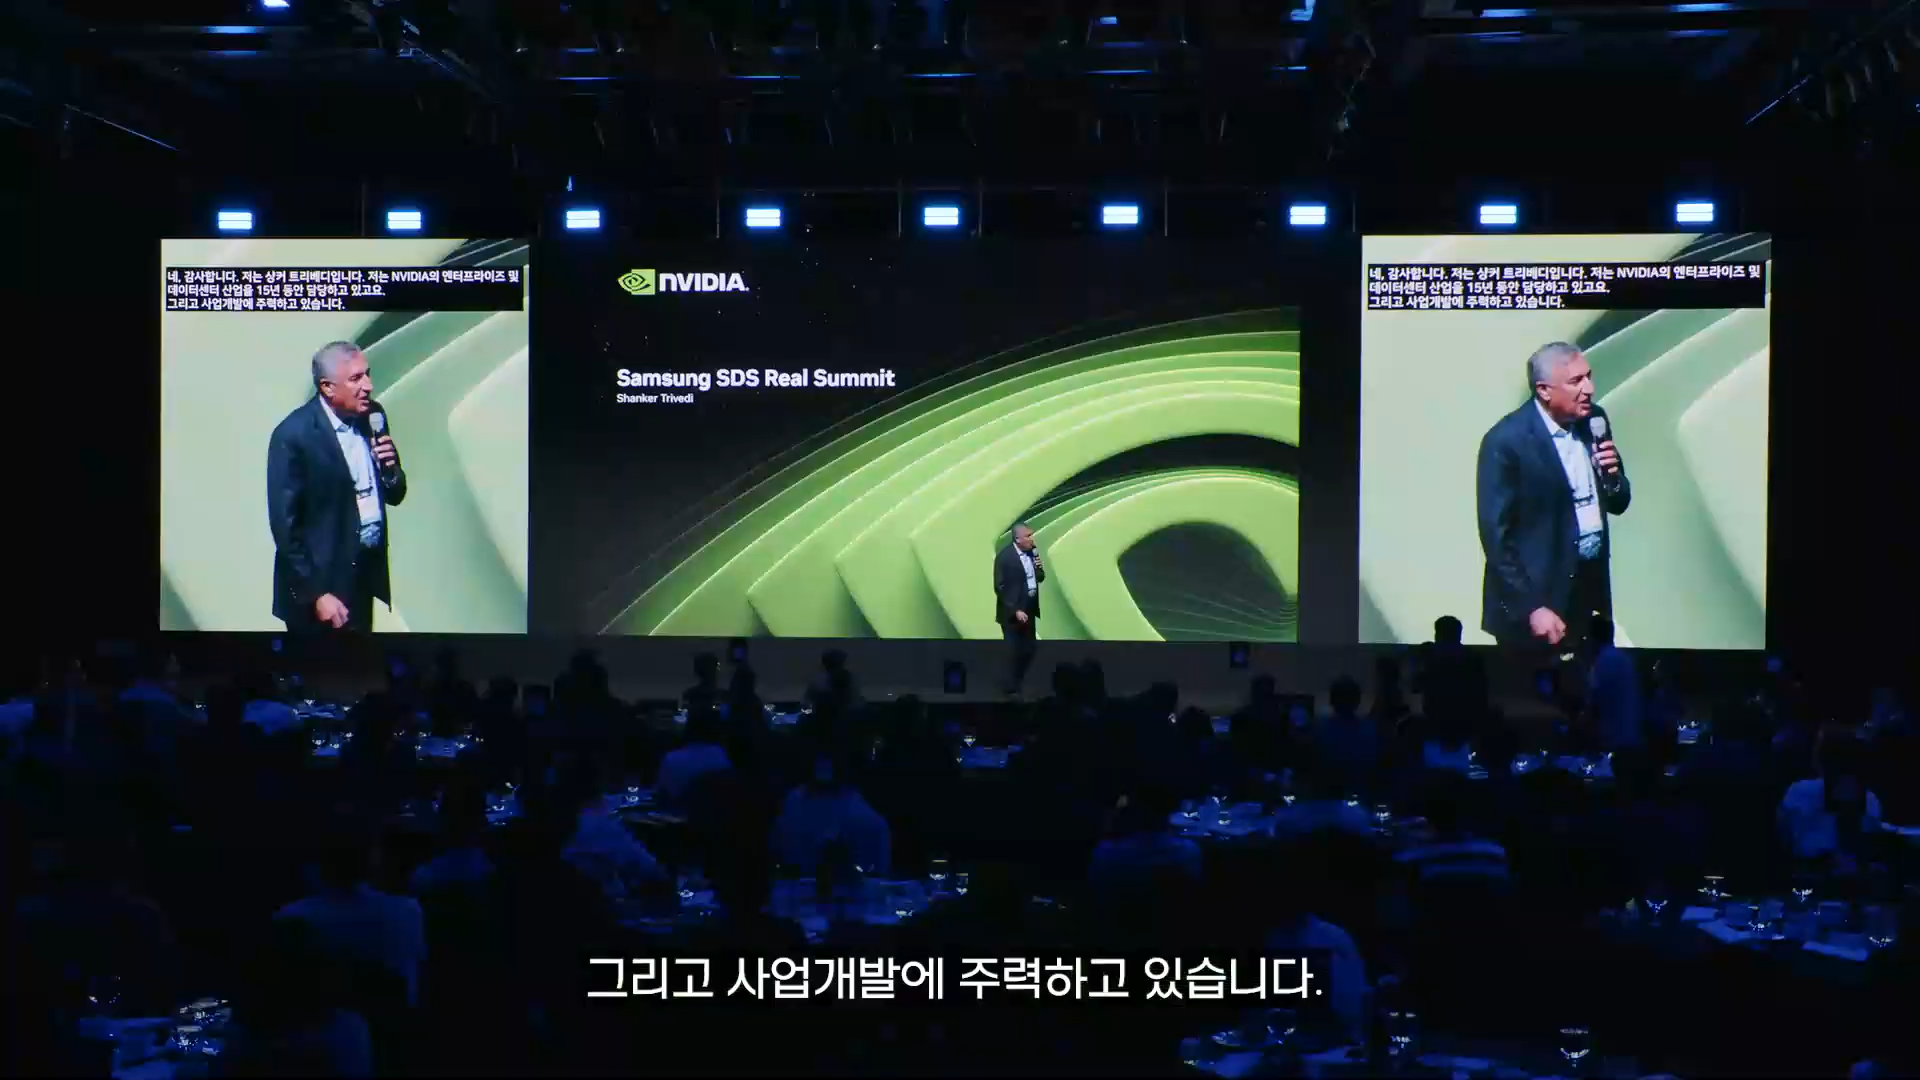 네, 감사합니다. 저는 샹커 트리베디입니다. 저는 NVIDIA의 엔터프라이즈 및
데이터센터 산업을 15년 동안 담당하고 있고요.
그리고 사업개발에 주력하고 있습니다.
NVIDIA.
Samsung SDS Real Summit
Shanker Trivedi
네, 감사합니다. 저는 샹커 트리베디입니다. 저는 NVIDIA의 엔터프라이즈 및
데이터센터 산업을 15년 동안 담당하고 있고요.
그리고 사업개발에 주력하고 있습니다.
그리고 사업개발에 주력하고 있습니다.